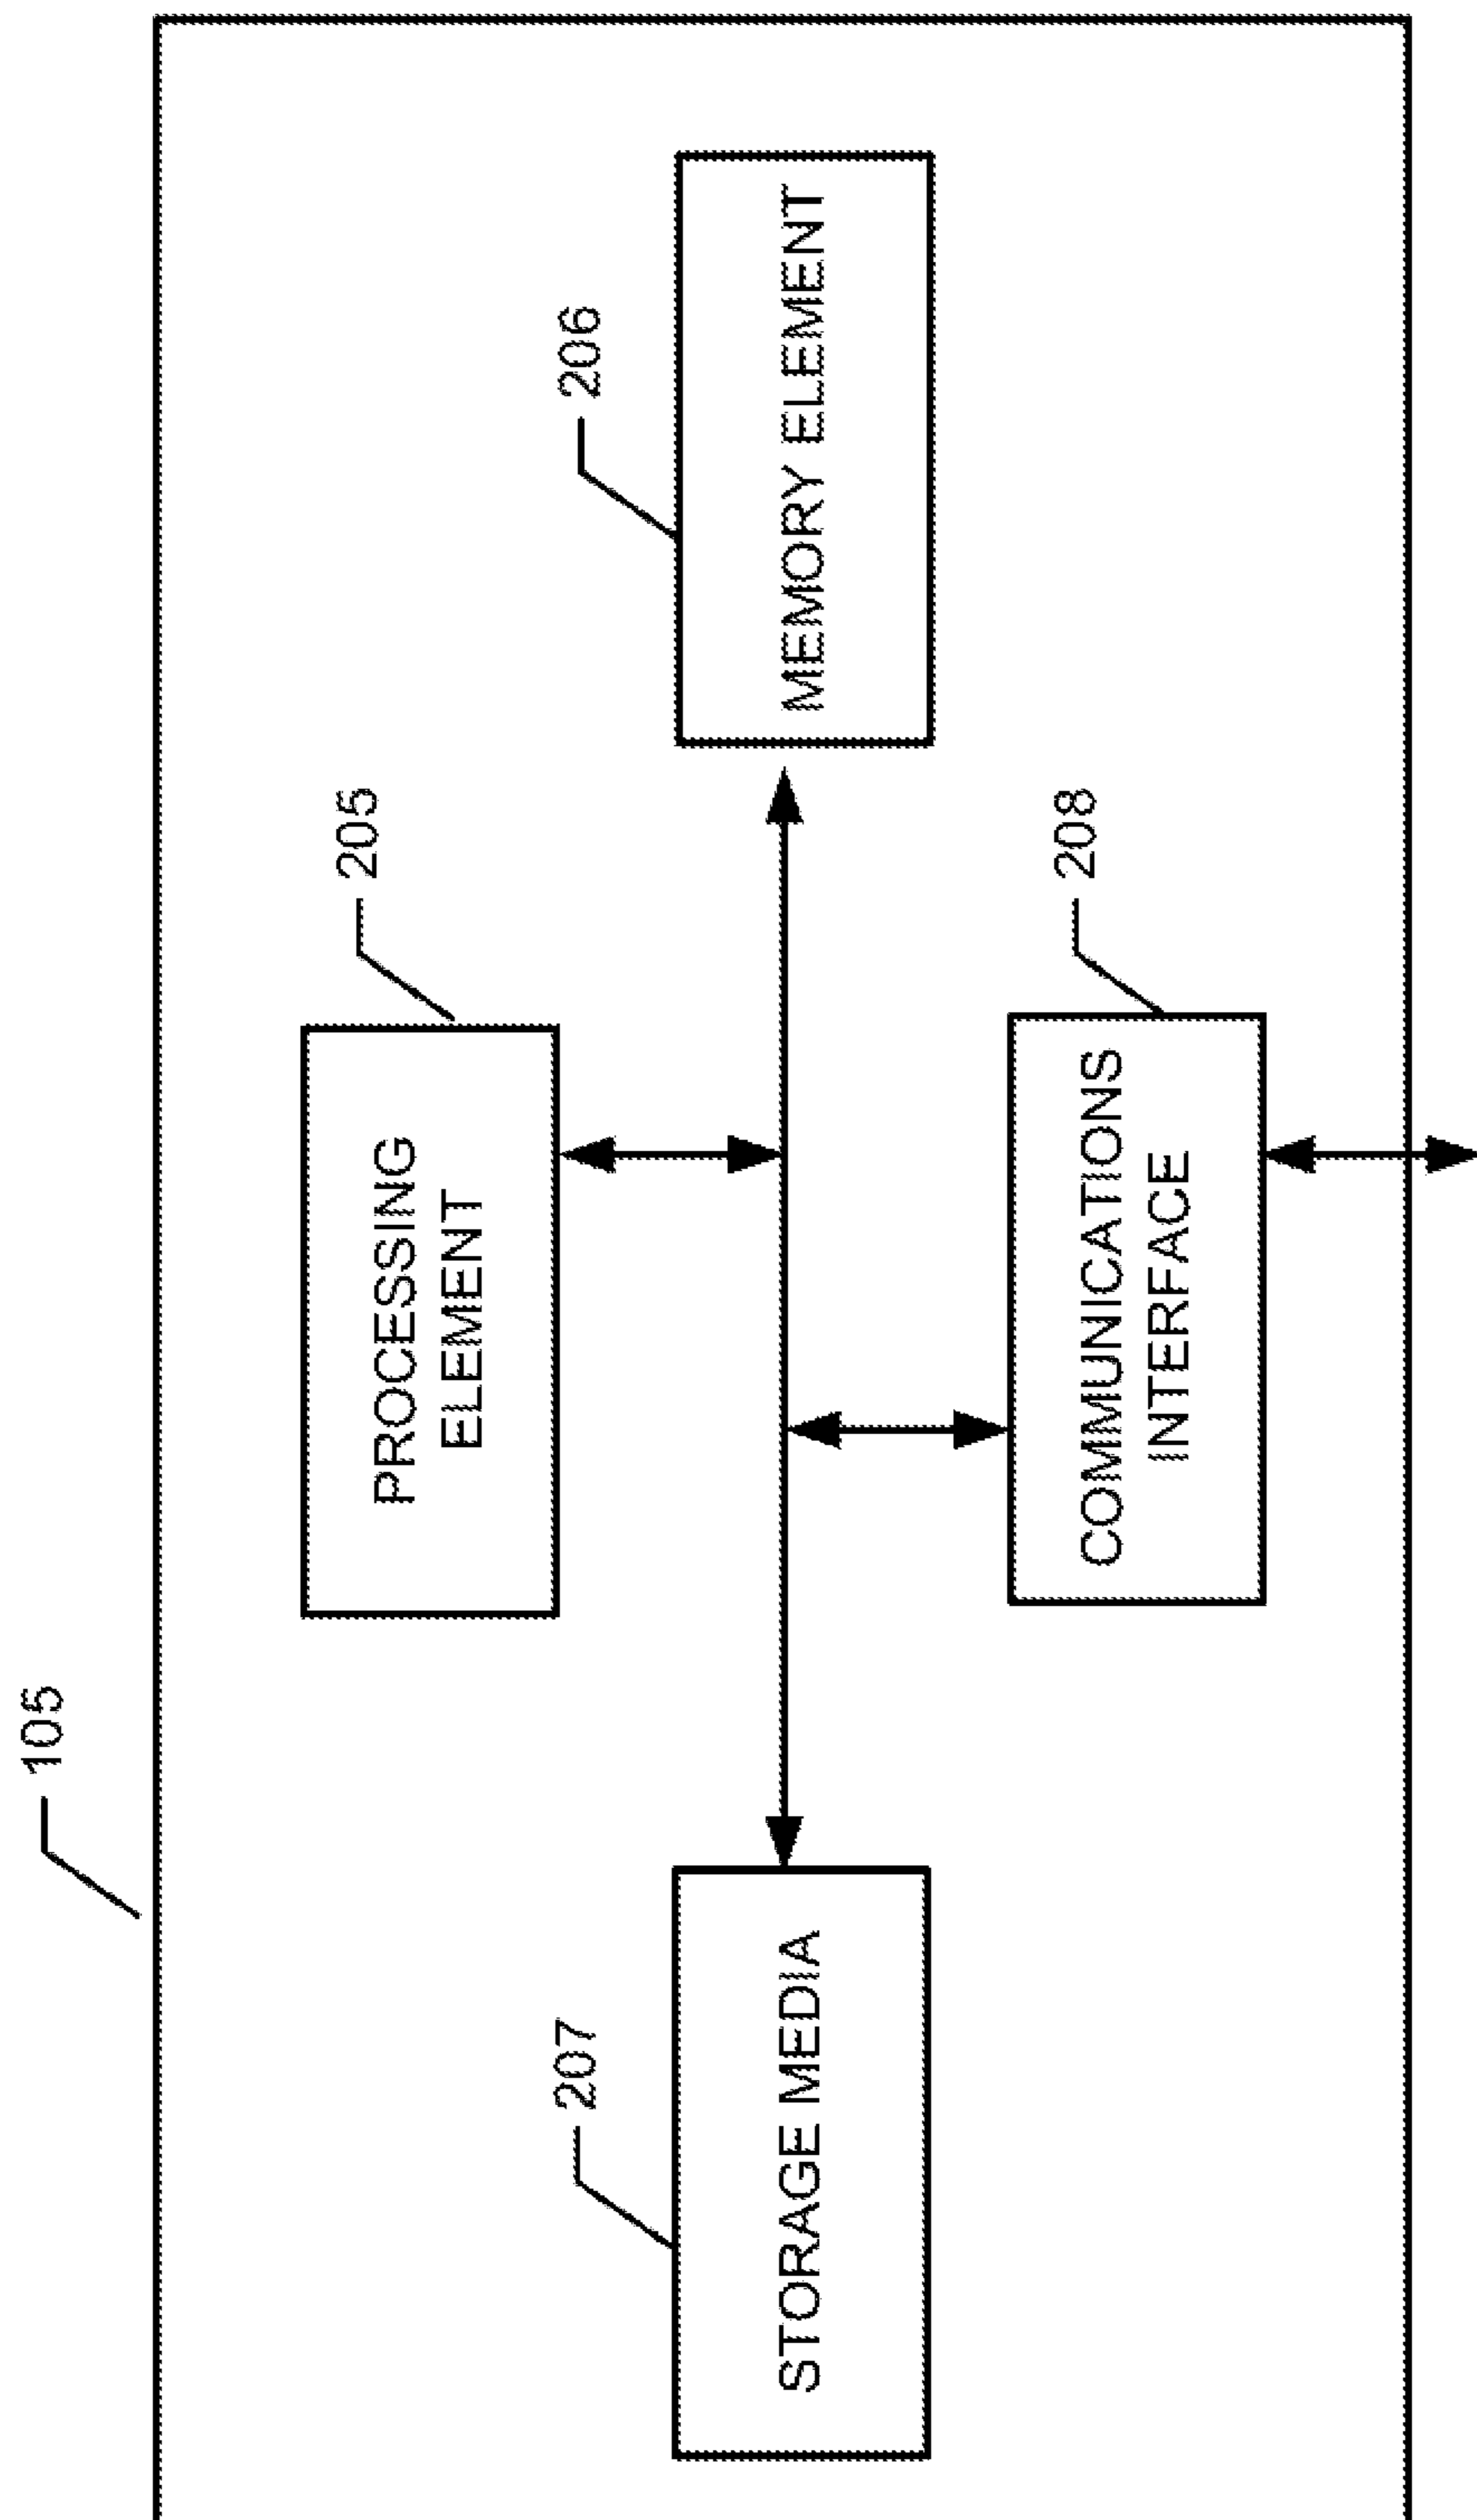 105
205
PROCESSING
ELEMENT
207
206
STORAGE MEDIA
MEMORY ELEMENT
208
COMMUNICATIONS
INTERFACE